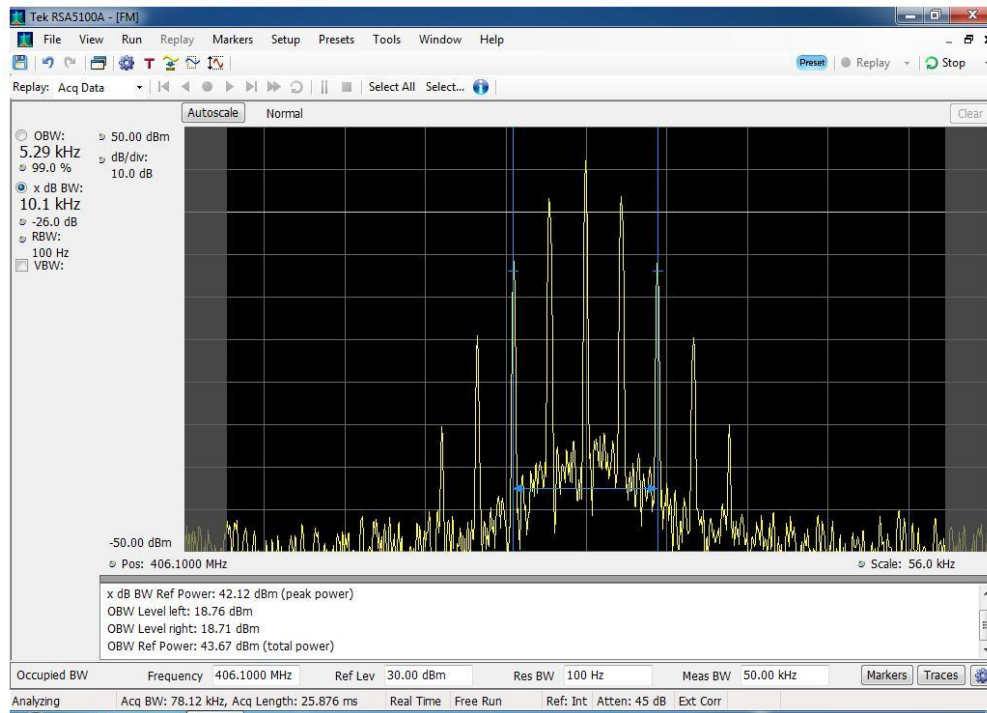 Tek RSA5100A - [FM]
File View Run Replay Markers Setup Presets Tools Window Help
T
Preset Replay Stop
Replay: Acq Data Select All Select...
Autoscale Normal Clear
OBW:
5.29 kHz
99.0 %
x dB BW:
10.1 kHz
-26.0 dB
RBW:
100 Hz
VBW:
50.00 dBm
dB/div:
10.0 dB
-50.00 dBm
Pos: 406.1000 MHz Scale: 56.0 kHz
x dB BW Ref Power: 42.12 dBm (peak power)
OBW Level left: 18.76 dBm
OBW Level right: 18.71 dBm
OBW Ref Power: 43.67 dBm (total power)
Occupied BW Frequency 406.1000 MHz Ref Lev 30.00 dBm Res BW 100 Hz Meas BW 50.00 kHz Markers Traces
Analyzing Acq BW: 78.12 kHz, Acq Length: 25.876 ms Real Time Free Run Ref: Int Atten: 45 dB Ext Corr